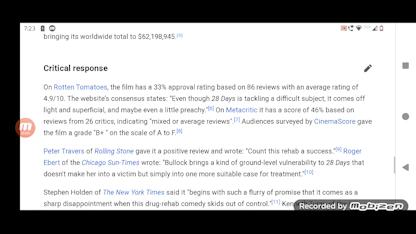 7:23
bringing its worldwide total to $62,198,945.[5]
Critical response
On Rotten Tomatoes, the film has a 33% approval rating based on 86 reviews with an average rating of
4.9/10. The website's consensus states: "Even though 28 Days is tackling a difficult subject, it comes off
light and superficial, and maybe even a little preachy."[6] On Metacritic it has a score of 46% based on
reviews from 26 critics, indicating "mixed or average reviews".[7] Audiences surveyed by CinemaScore gave
the film a grade "B+" on the scale of A to F.[8]
Peter Travers of Rolling Stone gave it a positive review and wrote: "Count this rehab a success."[9] Roger
Ebert of the Chicago Sun-Times wrote: "Bullock brings a kind of ground-level vulnerability to 28 Days that
doesn't make her into a victim but simply into one more suitable case for treatment."[10]
Stephen Holden of The New York Times said it "begins with such a flurry of promise that it comes as a
sharp disappointment when this drug-rehab comedy skids out of control."[11]
Recorded by Mobizen